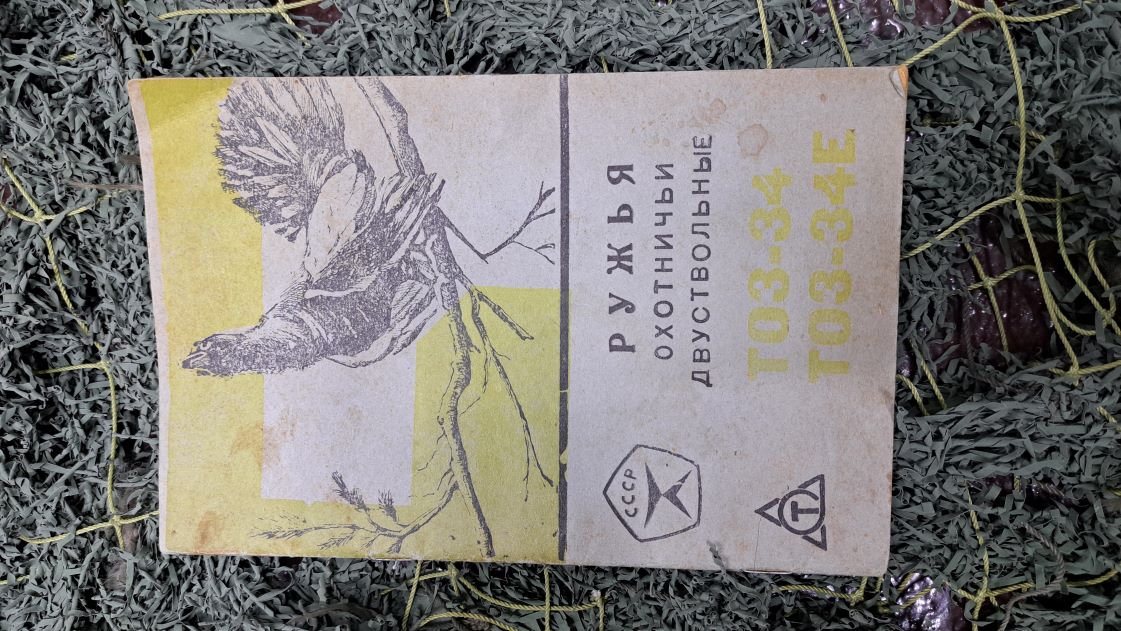 РУЖЬЯ
ОХОТНИЧЬИ
ДВУСТВОЛЬНЫЕ
ТОЗ-34
ТОЗ-34Е
СССР
Т